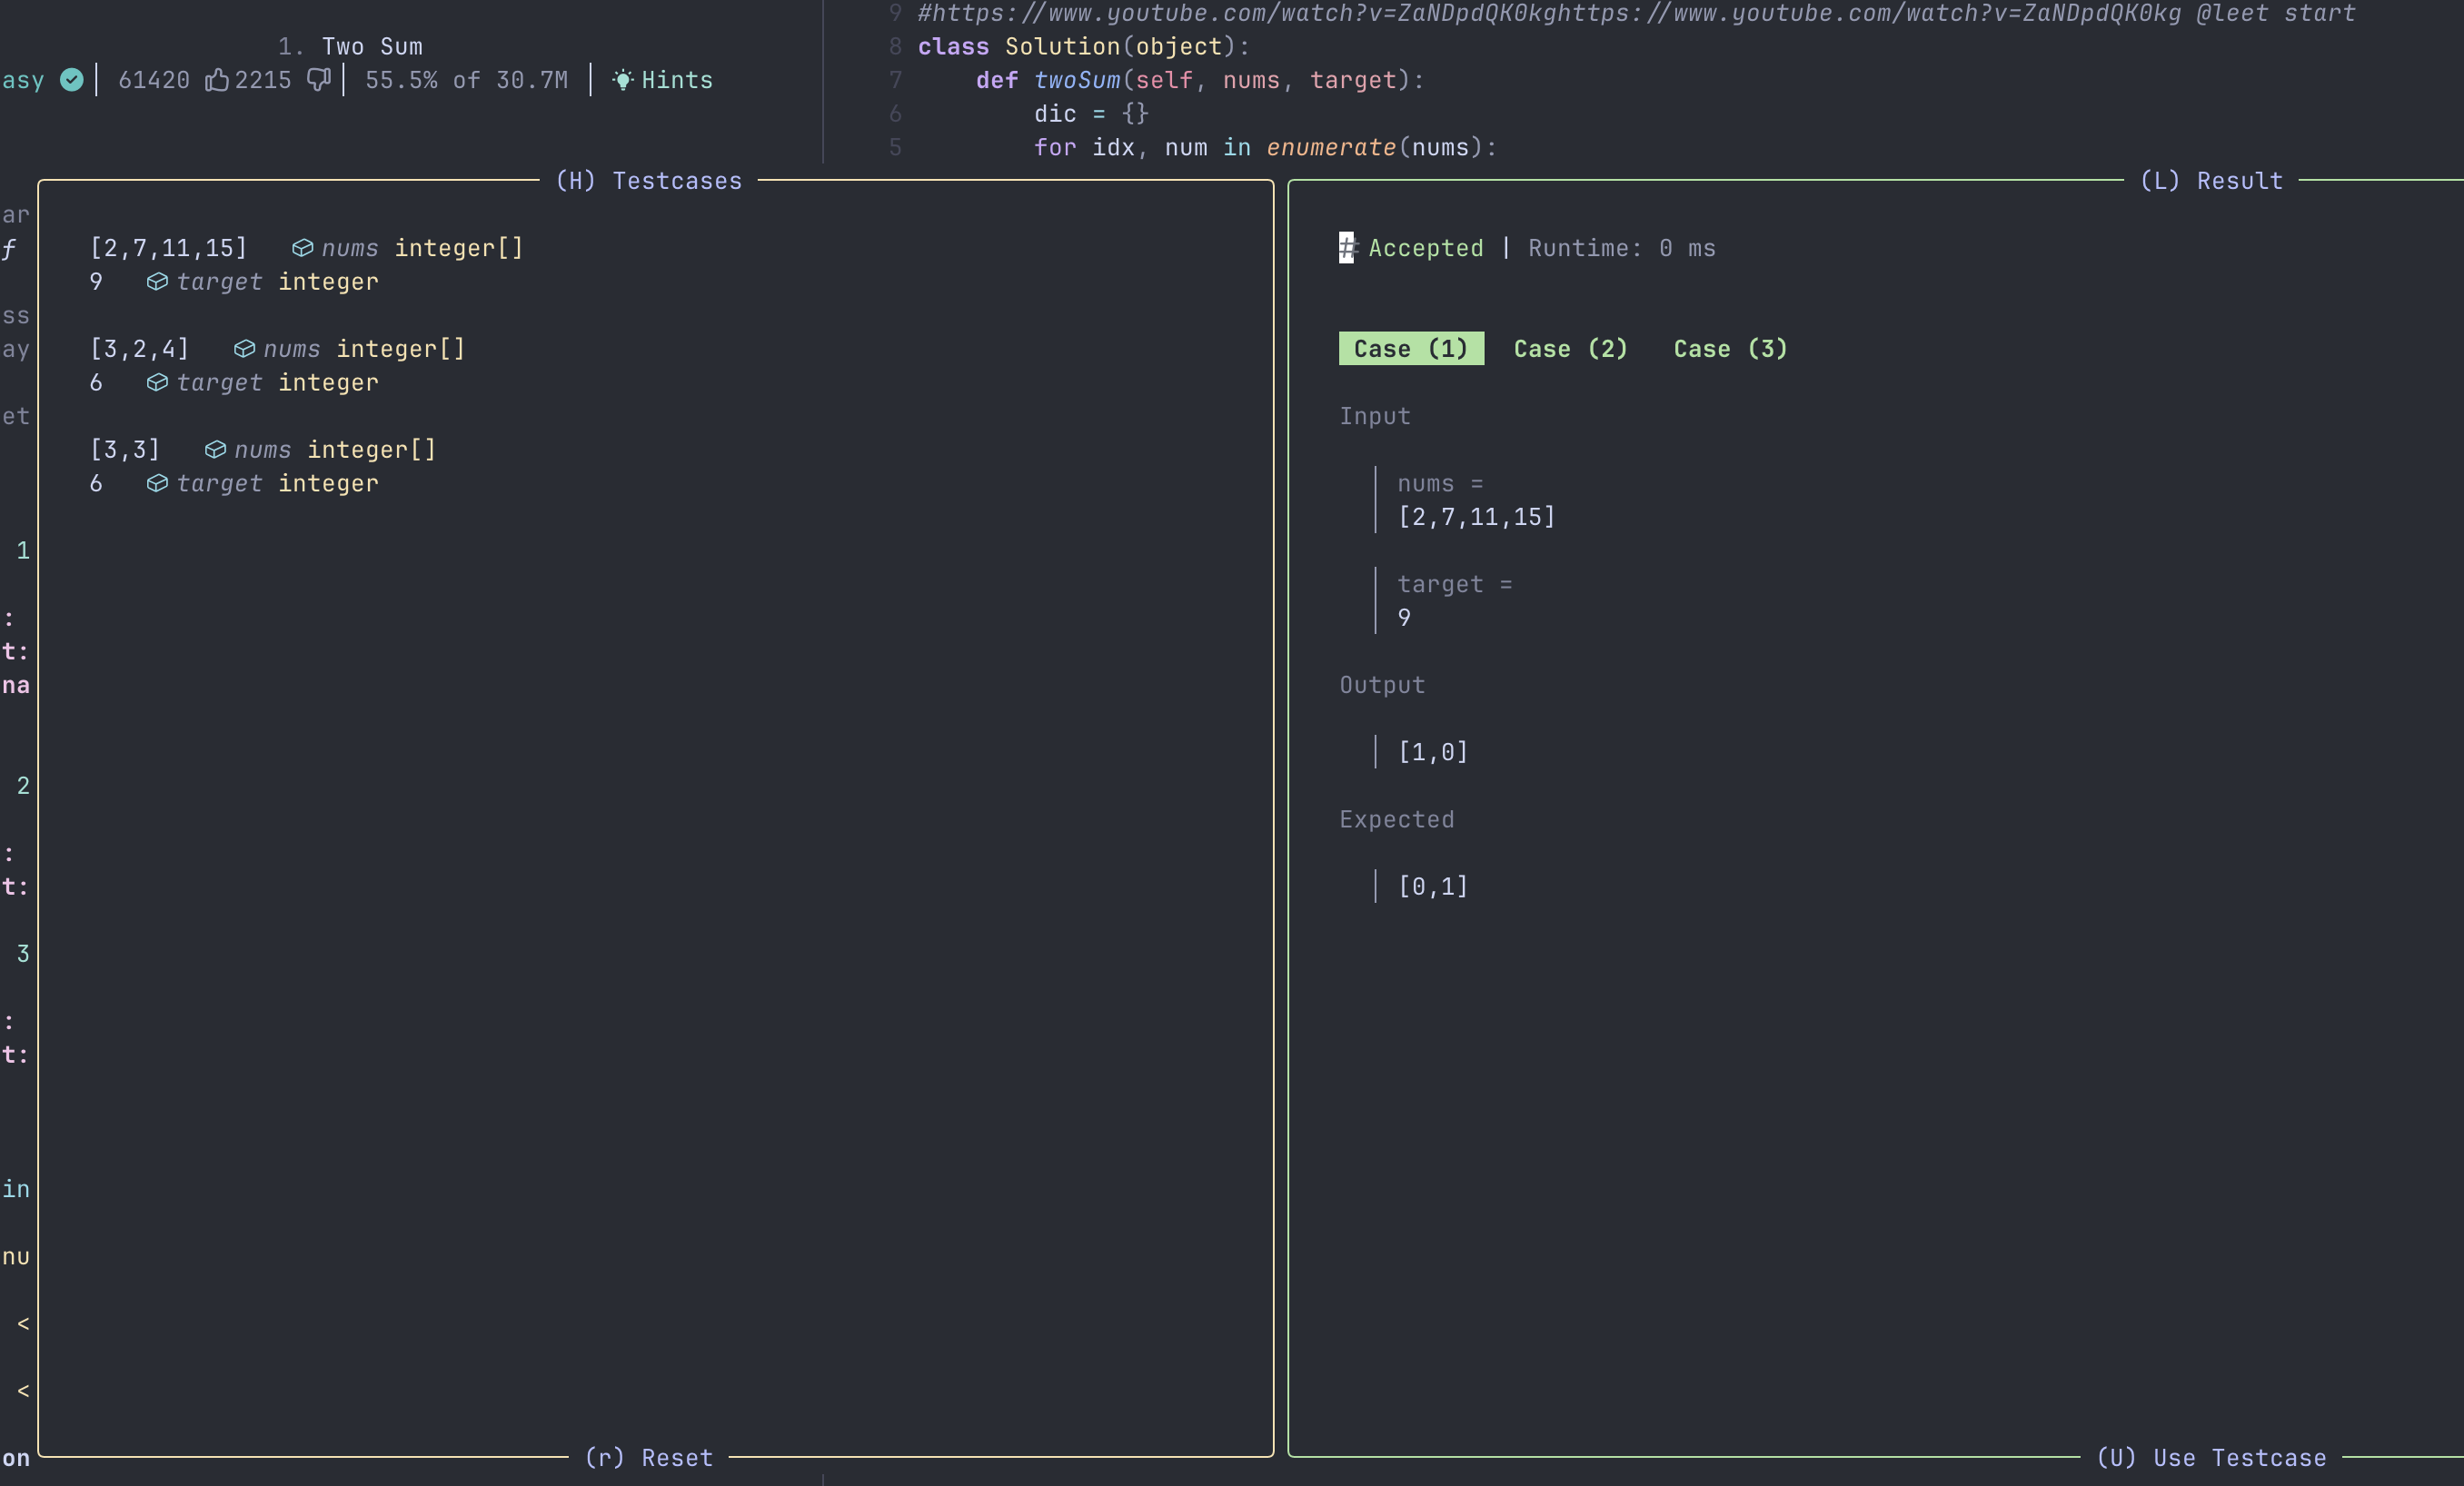 9 #https://www.youtube.com/watch?v=ZaNDpdQK0kghttps://www.youtube.com/watch?v=ZaNDpdQK0kg @leet start
1. Two Sum
8 class Solution(object):
asy 61420 2215 55.5% of 30.7M Hints
7 def twoSum(self, nums, target):
6 dic = {}
5 for idx, num in enumerate(nums):
ar
f
ss
ay
et
1
:
t:
na
2
:
t:
3
:
t:
in
nu
<
<
on
(H) Testcases
[2,7,11,15] nums integer[]
9 target integer
[3,2,4] nums integer[]
6 target integer
[3,3] nums integer[]
6 target integer
(r) Reset
(L) Result
# Accepted | Runtime: 0 ms
Case (1) Case (2) Case (3)
Input
nums =
[2,7,11,15]
target =
9
Output
[1,0]
Expected
[0,1]
(U) Use Testcase